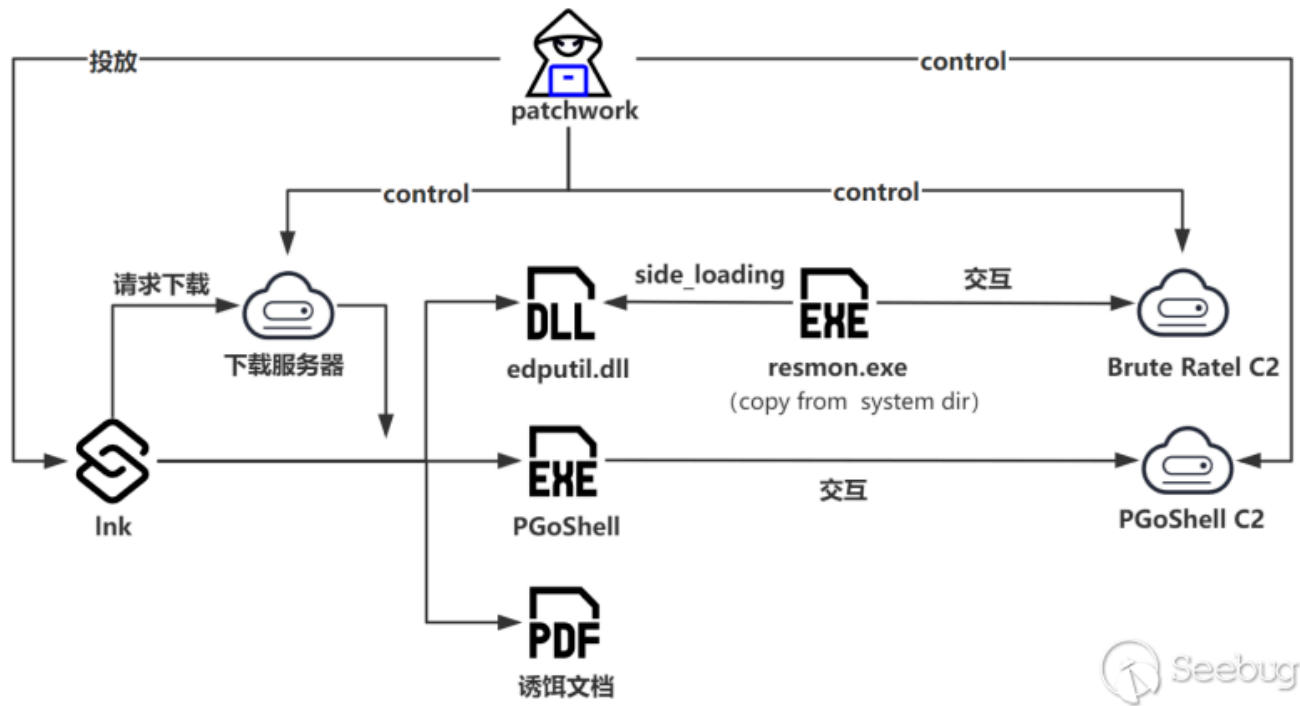 投放
control
patchwork
control
control
请求下载
side_loading
交互
DLL
EXE
下载服务器
edputil.dll
resmon.exe
Brute Ratel C2
（copy from system dir）
EXE
交互
lnk
PGoShell
PGoShell C2
PDF
诱饵文档
Seebug